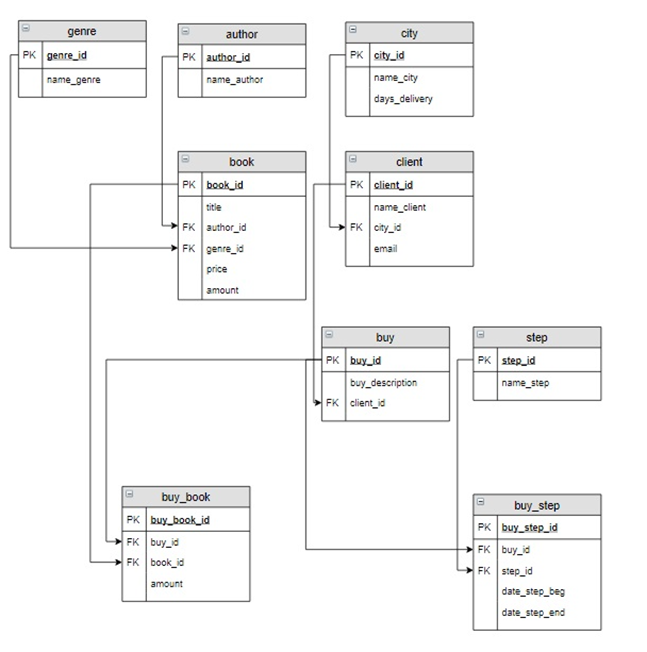 genre
PK genre_id
name_genre
author
PK author_id
name_author
city
PK city_id
name_city
days_delivery
book
PK book_id
title
FK author_id
FK genre_id
price
amount
client
PK client_id
name_client
FK city_id
email
buy
PK buy_id
buy_description
FK client_id
step
PK step_id
name_step
buy_book
PK buy_book_id
FK buy_id
FK book_id
amount
buy_step
PK buy_step_id
FK buy_id
FK step_id
date_step_beg
date_step_end